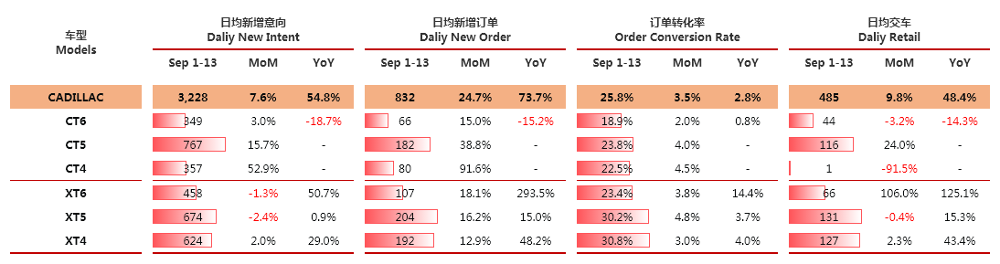 车型 日均新增意向 日均新增订单 订单转化率 日均交车
Models Daliy New Intent Daliy New Order Order Conversion Rate Daliy Retail
Sep 1-13 MoM YoY Sep 1-13 MoM YoY Sep 1-13 MoM YoY Sep 1-13 MoM YoY
CADILLAC 3,228 7.6% 54.8% 832 24.7% 73.7% 25.8% 3.5% 2.8% 485 9.8% 48.4%
CT6 349 3.0% -18.7% 66 15.0% -15.2% 18.9% 2.0% 0.8% 44 -3.2% -14.3%
CT5 767 15.7% - 182 38.8% - 23.8% 4.0% - 116 24.0% -
CT4 357 52.9% - 80 91.6% - 22.5% 4.5% - 1 -91.5% -
XT6 458 -1.3% 50.7% 107 18.1% 293.5% 23.4% 3.8% 14.4% 66 106.0% 125.1%
XT5 674 -2.4% 0.9% 204 16.2% 15.0% 30.2% 4.8% 3.7% 131 -0.4% 15.3%
XT4 624 2.0% 29.0% 192 12.9% 48.2% 30.8% 3.0% 4.0% 127 2.3% 43.4%